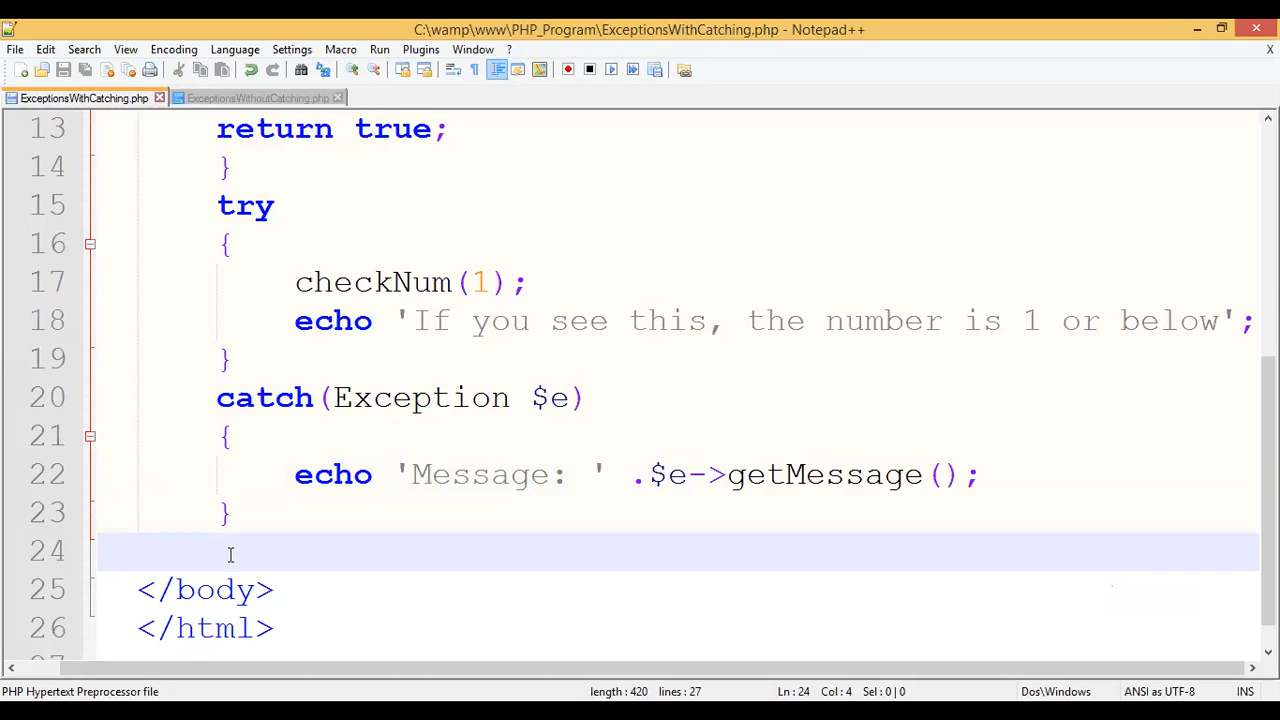 C:\wamp\www\PHP_Program\ExceptionsWithCatching.php - Notepad++
File Edit Search View Encoding Language Settings Macro Run Plugins Window ? X
ExceptionsWithCatching.php ExceptionsWithoutCatching.php
13 return true;
14 }
15 try
16 {
17 checkNum(1);
18 echo 'If you see this, the number is 1 or below';
19 }
20 catch(Exception $e)
21 {
22 echo 'Message: ' .$e->getMessage();
23 }
24
25 </body>
26 </html>
PHP Hypertext Preprocessor file length : 420 lines : 27 Ln : 24 Col : 4 Sel : 0 | 0 Dos\Windows ANSI as UTF-8 INS